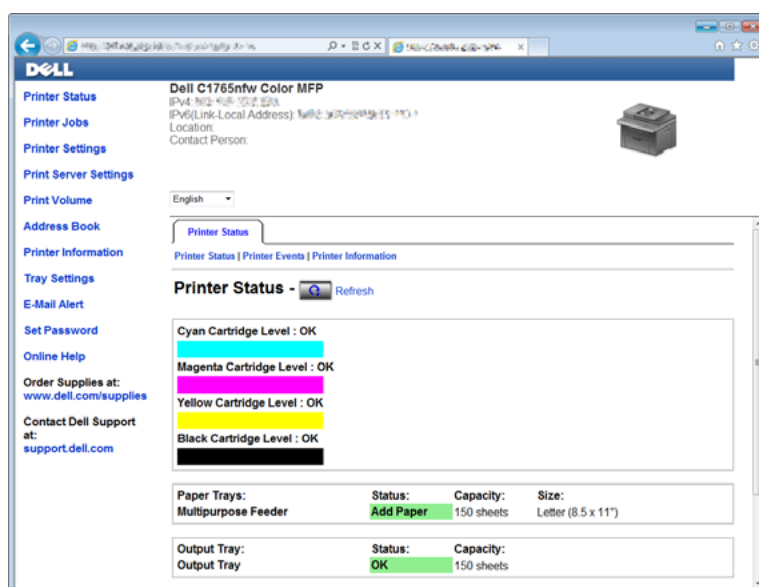 DELL
Printer Status
Printer Jobs
Printer Settings
Print Server Settings
Print Volume
Address Book
Printer Information
Tray Settings
E-Mail Alert
Set Password
Online Help
Order Supplies at:
www.dell.com/supplies
Contact Dell Support
at:
support.dell.com
Dell C1765nfw Color MFP
IPv4:
IPv6(Link-Local Address):
Location:
Contact Person:
English
Printer Status
Printer Status | Printer Events | Printer Information
Printer Status - Refresh
Cyan Cartridge Level : OK
Magenta Cartridge Level : OK
Yellow Cartridge Level : OK
Black Cartridge Level : OK
Paper Trays: Status: Capacity: Size:
Multipurpose Feeder Add Paper 150 sheets Letter (8.5 x 11")
Output Tray: Status: Capacity:
Output Tray OK 150 sheets